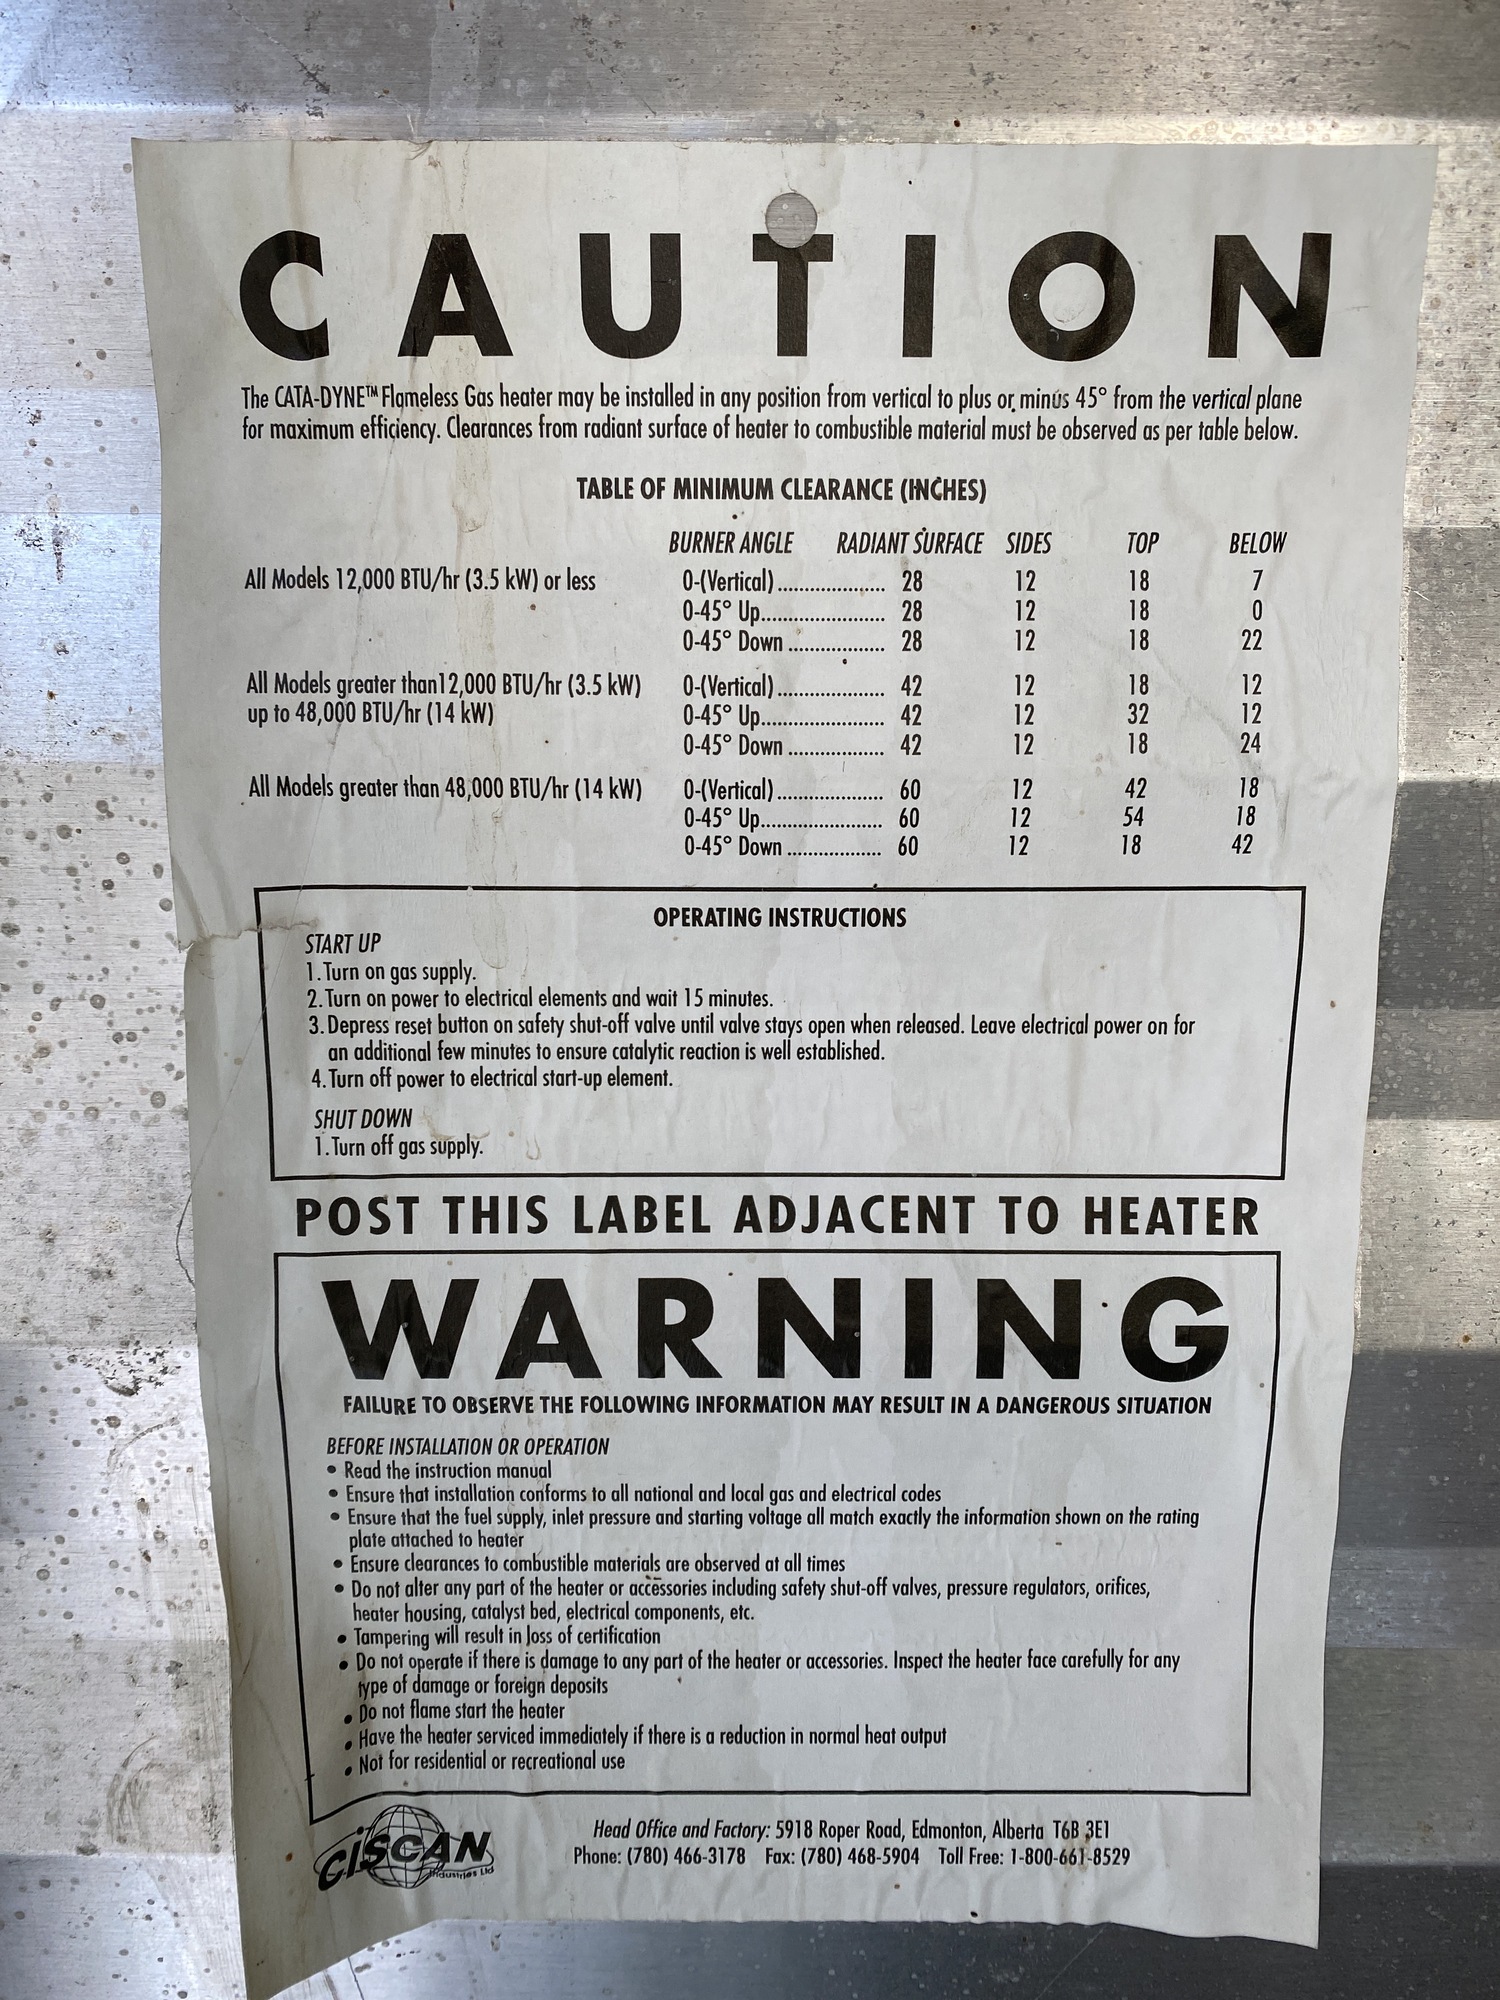 CAUTION
The CATA-DYNE™ Flameless Gas heater may be installed in any position from vertical to plus or minus 45° from the vertical plane
for maximum efficiency. Clearances from radiant surface of heater to combustible material must be observed as per table below.
TABLE OF MINIMUM CLEARANCE (INCHES)
BURNER ANGLE RADIANT SURFACE SIDES TOP BELOW
All Models 12,000 BTU/hr (3.5 kW) or less 0-(Vertical) .................... 28 12 18 7
0-45° Up....................... 28 12 18 0
0-45° Down .................. 28 12 18 22
All Models greater than12,000 BTU/hr (3.5 kW) 0-(Vertical) .................... 42 12 18 12
up to 48,000 BTU/hr (14 kW) 0-45° Up....................... 42 12 32 12
0-45° Down .................. 42 12 18 24
All Models greater than 48,000 BTU/hr (14 kW) 0-(Vertical) .................... 60 12 42 18
0-45° Up....................... 60 12 54 18
0-45° Down .................. 60 12 18 42
OPERATING INSTRUCTIONS
START UP
1. Turn on gas supply.
2. Turn on power to electrical elements and wait 15 minutes.
3. Depress reset button on safety shut-off valve until valve stays open when released. Leave electrical power on for
an additional few minutes to ensure catalytic reaction is well established.
4. Turn off power to electrical start-up element.
SHUT DOWN
1. Turn off gas supply.
POST THIS LABEL ADJACENT TO HEATER
WARNING
FAILURE TO OBSERVE THE FOLLOWING INFORMATION MAY RESULT IN A DANGEROUS SITUATION
BEFORE INSTALLATION OR OPERATION
• Read the instruction manual
• Ensure that installation conforms to all national and local gas and electrical codes
• Ensure that the fuel supply, inlet pressure and starting voltage all match exactly the information shown on the rating
plate attached to heater
• Ensure clearances to combustible materials are observed at all times
• Do not alter any part of the heater or accessories including safety shut-off valves, pressure regulators, orifices,
heater housing, catalyst bed, electrical components, etc.
• Tampering will result in loss of certification
• Do not operate if there is damage to any part of the heater or accessories. Inspect the heater face carefully for any
type of damage or foreign deposits
• Do not flame start the heater
• Have the heater serviced immediately if there is a reduction in normal heat output
• Not for residential or recreational use
CISCAN
Industries Ltd
Head Office and Factory: 5918 Roper Road, Edmonton, Alberta T6B 3E1
Phone: (780) 466-3178 Fax: (780) 468-5904 Toll Free: 1-800-661-8529